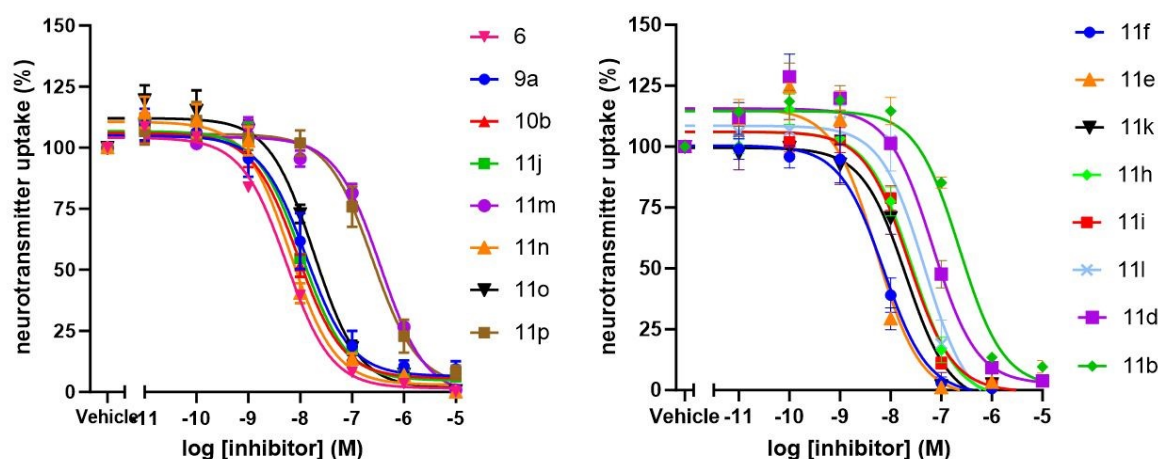 150
125
100
75
50
25
0
neurotransmitter uptake (%)
Vehicle
-11
-10
-9
-8
-7
-6
-5
log [inhibitor] (M)
6
9a
10b
11j
11m
11n
11o
11p
150
125
100
75
50
25
0
neurotransmitter uptake (%)
Vehicle
-11
-10
-9
-8
-7
-6
-5
log [inhibitor] (M)
11f
11e
11k
11h
11i
11l
11d
11b